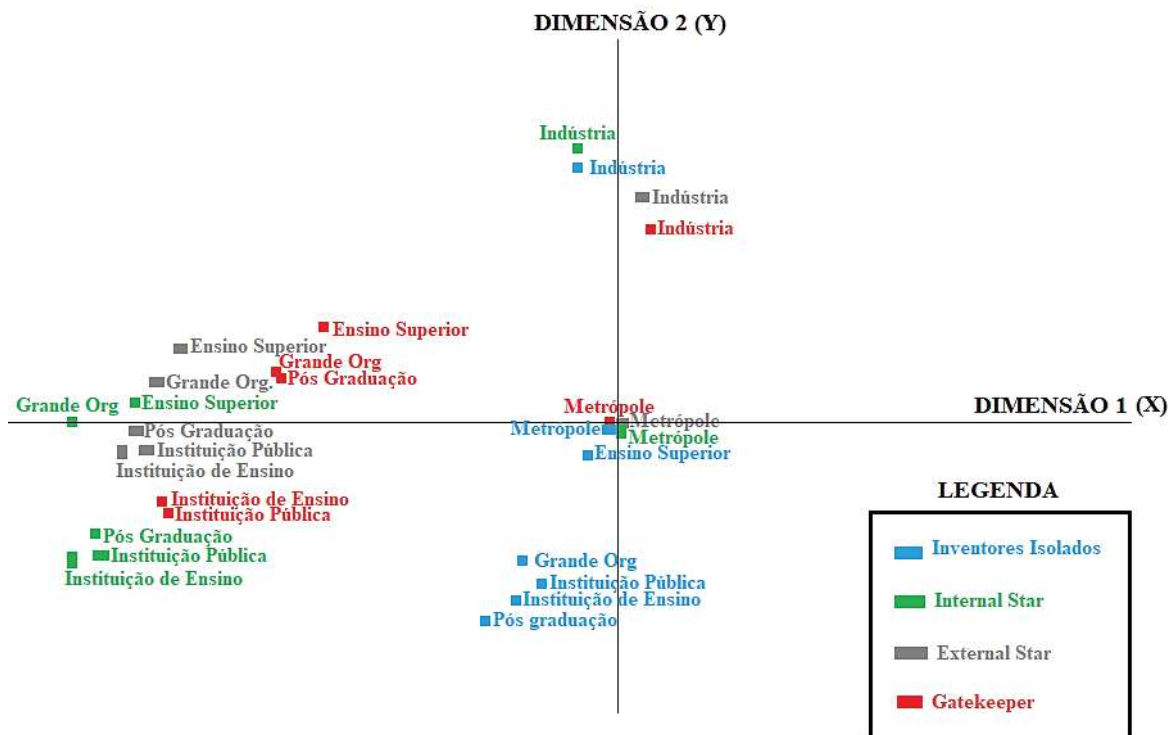 DIMENSÃO 2 (Y)
Indústria
Indústria
Indústria
Indústria
Ensino Superior
Ensino Superior
Grande Org
Pós Graduação
Grande Org.
Grande Org
Ensino Superior
Metrópole
DIMENSÃO 1 (X)
Metrópole
Metrópole
Metrópole
Pós Graduação
Instituição Pública
Instituição de Ensino
Ensino Superior
Instituição de Ensino
Instituição Pública
Pós Graduação
Instituição Pública
Instituição de Ensino
Grande Org
Instituição Pública
Instituição de Ensino
Pós graduação
LEGENDA
Inventores Isolados
Internal Star
External Star
Gatekeeper